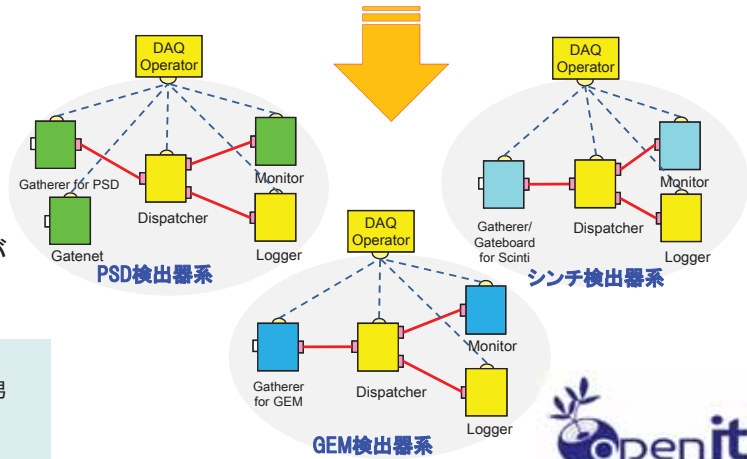 DAQ
Operator
Gatherer for PSD
Monitor
Dispatcher
Gatenet
Logger
PSD検出器系
DAQ
Operator
Monitor
Gatherer/
Gateboard
for Scinti
Dispatcher
Logger
シンチ検出器系
DAQ
Operator
Monitor
Gatherer
for GEM
Dispatcher
Logger
GEM検出器系
が
openit